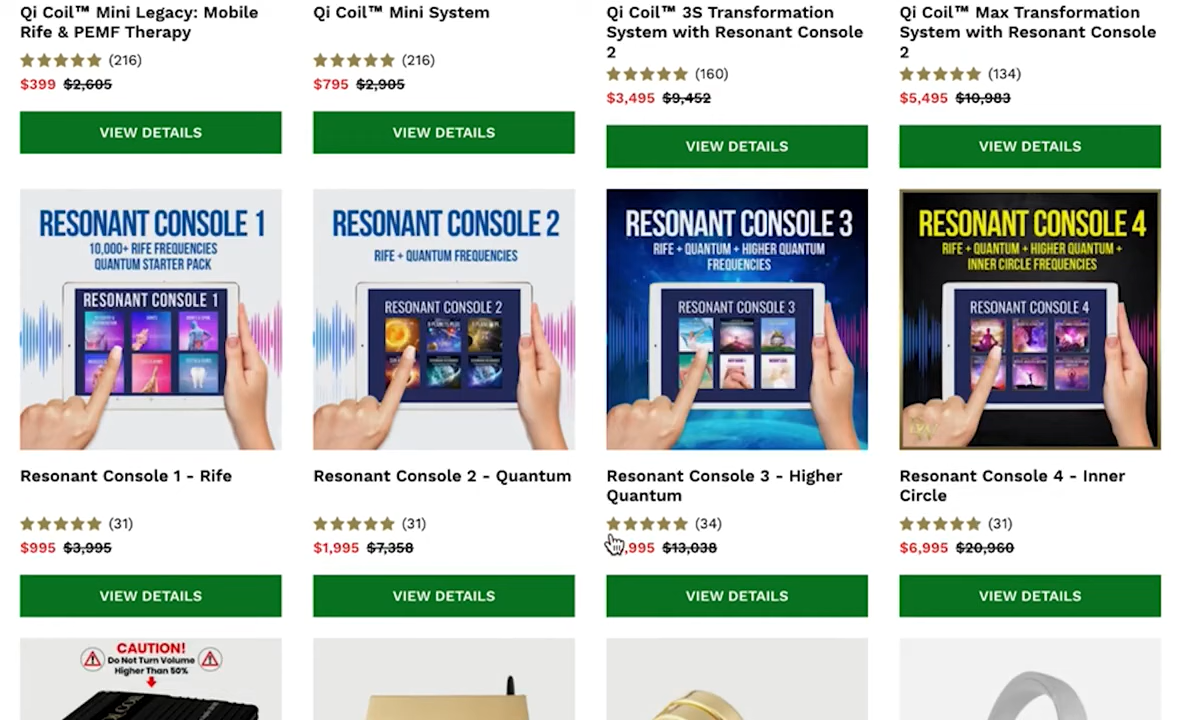 Qi Coil™ Mini Legacy: Mobile
Rife & PEMF Therapy
(216)
$399 $2,605
VIEW DETAILS
Qi Coil™ Mini System
(216)
$795 $2,905
VIEW DETAILS
Qi Coil™ 3S Transformation
System with Resonant Console
2
(160)
$3,495 $9,452
VIEW DETAILS
Qi Coil™ Max Transformation
System with Resonant Console
2
(134)
$5,495 $10,983
VIEW DETAILS
RESONANT CONSOLE 1
10,000+ RIFE FREQUENCIES
QUANTUM STARTER PACK
RESONANT CONSOLE 1
Resonant Console 1 - Rife
(31)
$995 $3,995
VIEW DETAILS
RESONANT CONSOLE 2
RIFE + QUANTUM FREQUENCIES
RESONANT CONSOLE 2
Resonant Console 2 - Quantum
(31)
$1,995 $7,358
VIEW DETAILS
RESONANT CONSOLE 3
RIFE + QUANTUM + HIGHER QUANTUM
FREQUENCIES
RESONANT CONSOLE 3
Resonant Console 3 - Higher
Quantum
(34)
,995 $13,038
VIEW DETAILS
RESONANT CONSOLE 4
RIFE + QUANTUM + HIGHER QUANTUM +
INNER CIRCLE FREQUENCIES
RESONANT CONSOLE 4
Resonant Console 4 - Inner
Circle
(31)
$6,995 $20,960
VIEW DETAILS
CAUTION!
Do Not Turn Volume
Higher Than 50%
QI COIL